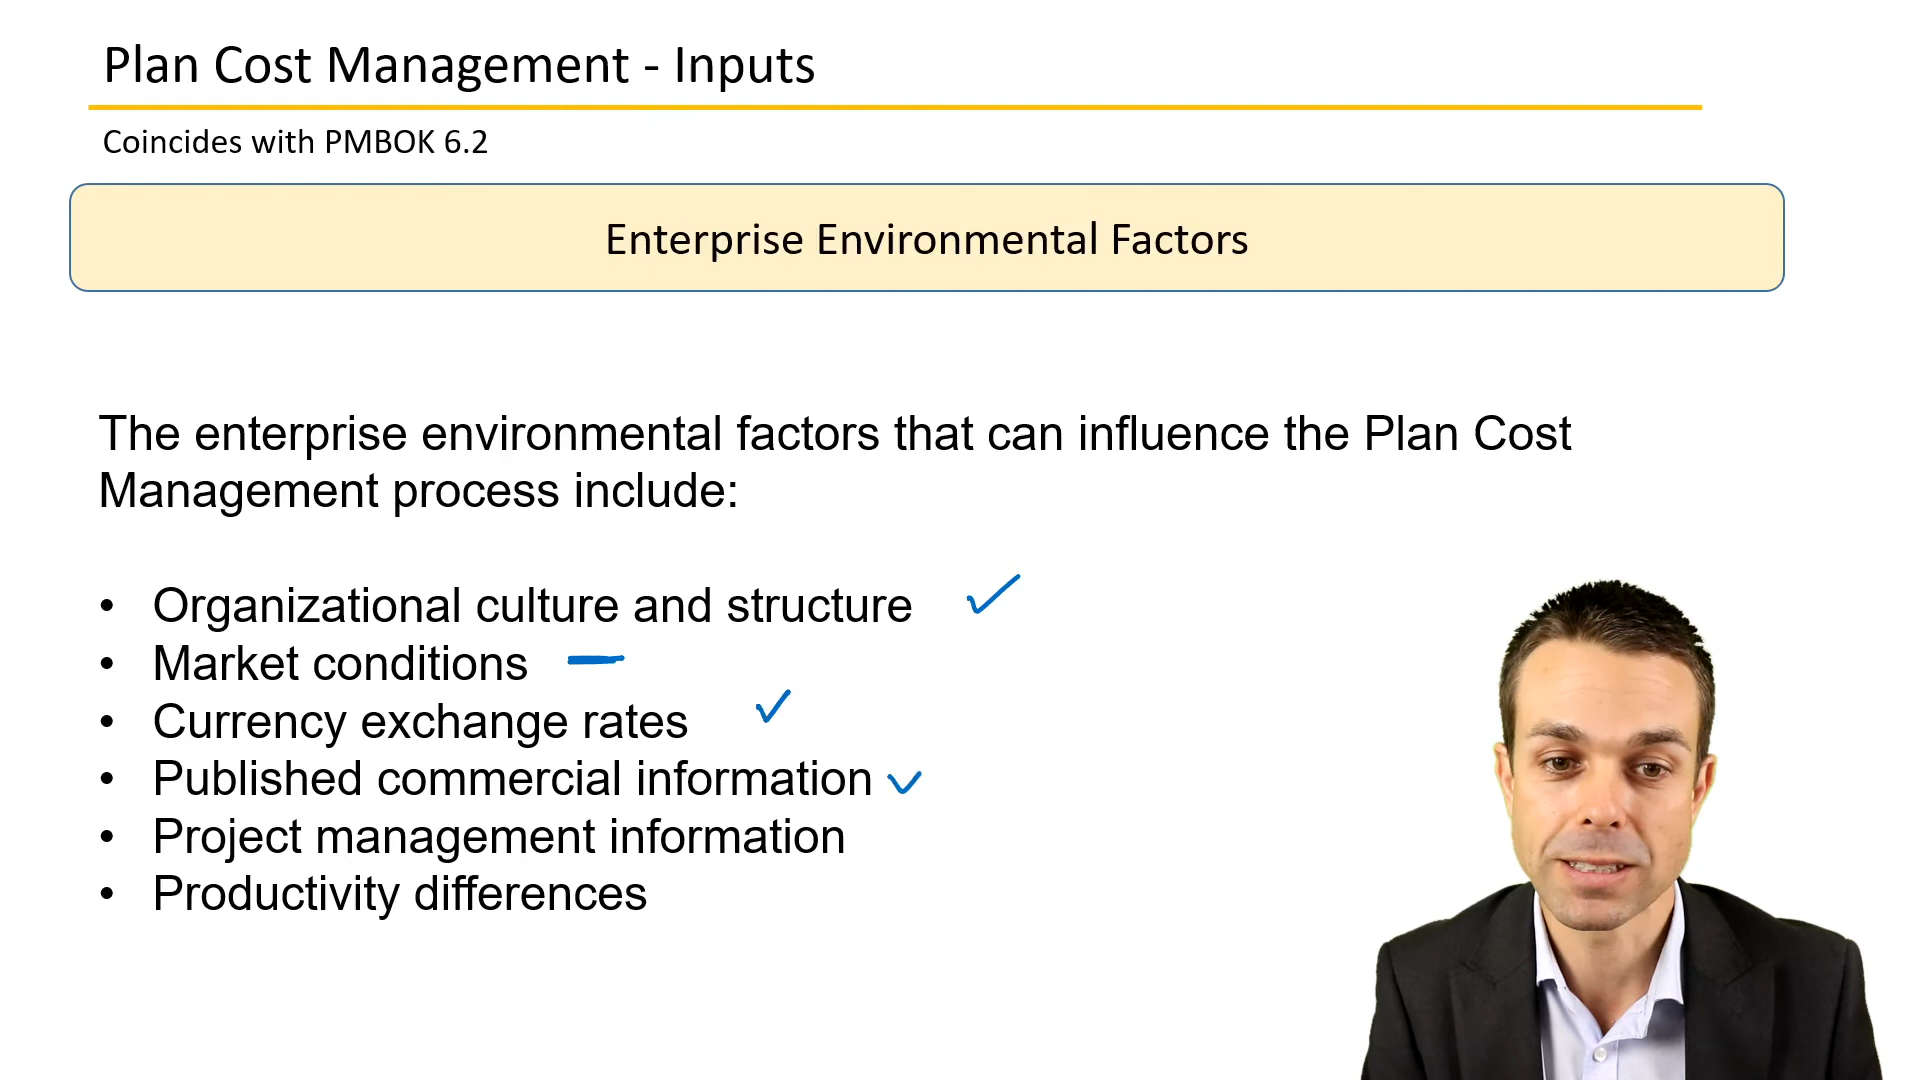 Plan Cost Management - Inputs
Coincides with PMBOK 6.2
Enterprise Environmental Factors
The enterprise environmental factors that can influence the Plan Cost
Management process include:
• Organizational culture and structure
• Market conditions
• Currency exchange rates
• Published commercial information
• Project management information
• Productivity differences